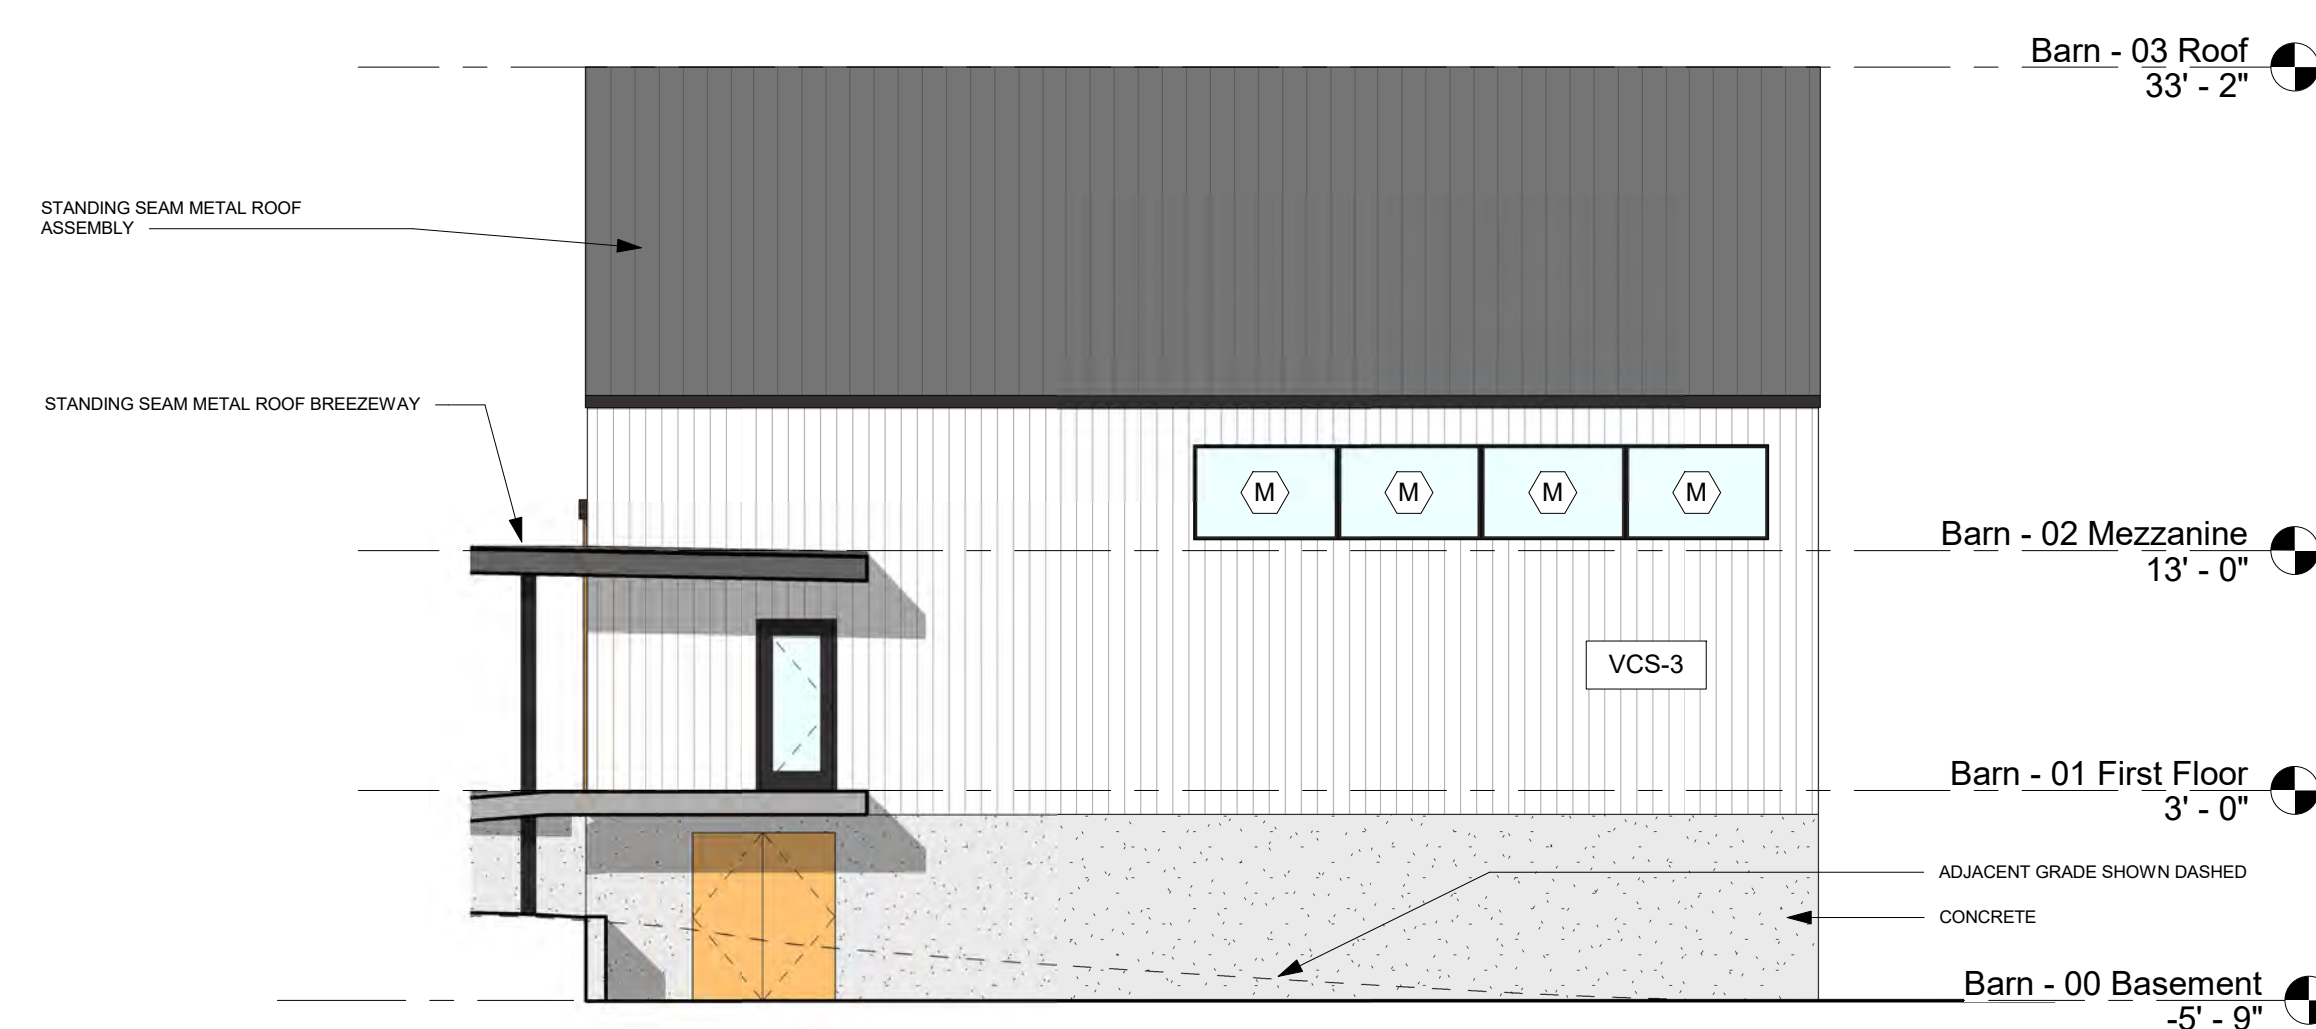 Barn - 03 Roof
33' - 2"
STANDING SEAM METAL ROOF
ASSEMBLY
STANDING SEAM METAL ROOF BREEZEWAY
M M M M
Barn - 02 Mezzanine
13' - 0"
VCS-3
Barn - 01 First Floor
3' - 0"
ADJACENT GRADE SHOWN DASHED
CONCRETE
Barn - 00 Basement
-5' - 9"